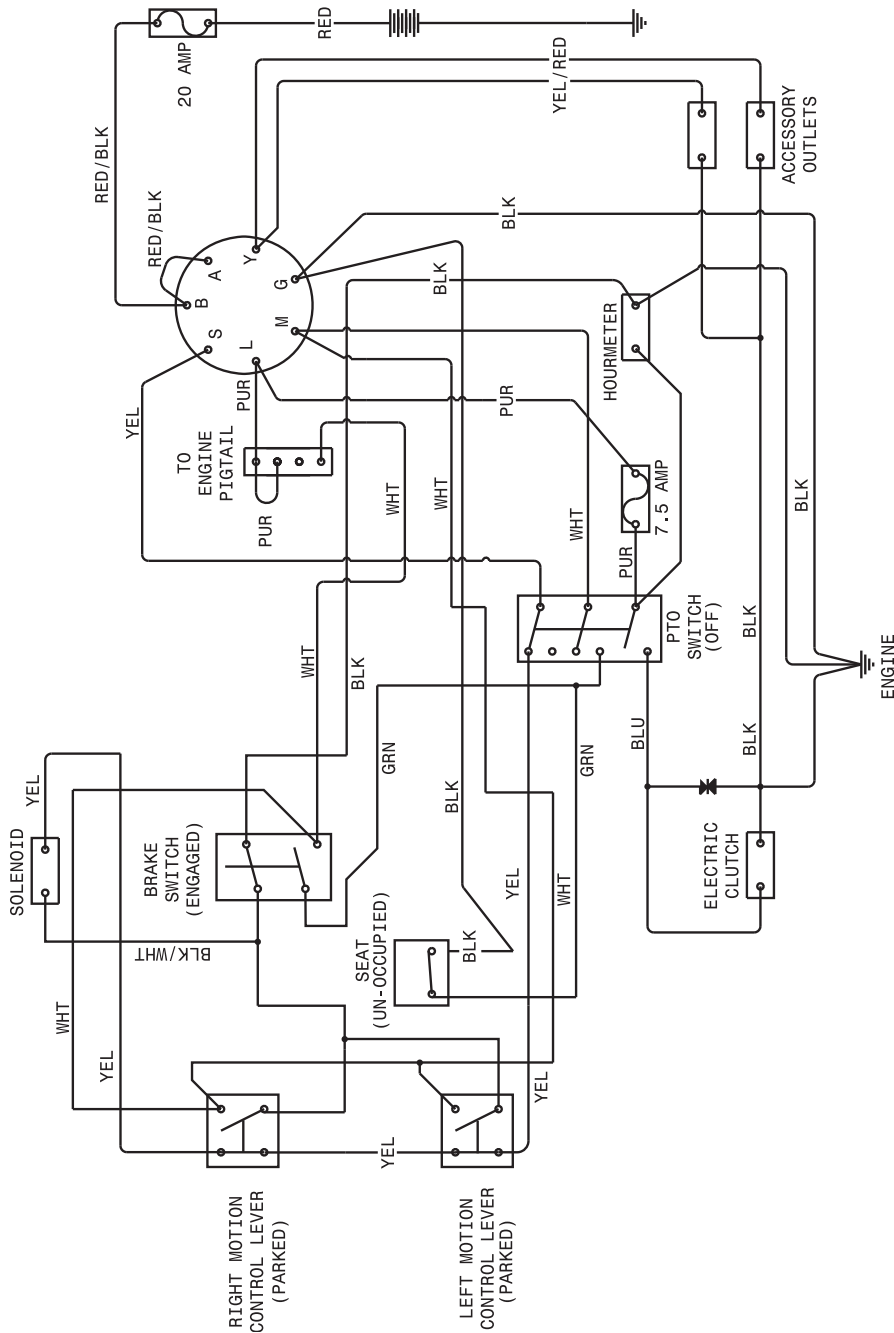 RED
20 AMP
RED/BLK
YEL/RED
ACCESSORY
OUTLETS
RED/BLK
A
B
Y
S
G
L
M
BLK
BLK
YEL
PUR
HOURMETER
TO
ENGINE
PIGTAIL
PUR
PUR
WHT
WHT
WHT
7.5 AMP
BLK
PUR
PTO
SWITCH
(OFF)
BLK
WHT
BLK
ENGINE
GRN
BLU
GRN
BLK
YEL
SOLENOID
BRAKE
SWITCH
(ENGAGED)
BLK
YEL
WHT
ELECTRIC
CLUTCH
BLK/WHT
SEAT
(UN-OCCUPIED)
BLK
WHT
YEL
YEL
YEL
RIGHT MOTION
CONTROL LEVER
(PARKED)
LEFT MOTION
CONTROL LEVER
(PARKED)